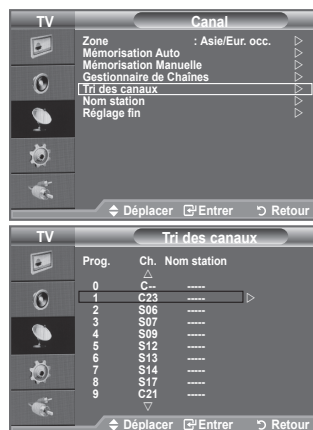 TV Canal
Zone : Asie/Eur. occ. ▷
Mémorisation Auto ▷
Mémorisation Manuelle ▷
Gestionnaire de Chaînes ▷
Tri des canaux ▷
Nom station ▷
Réglage fin ▷
Déplacer Entrer Retour
TV Tri des canaux
Prog. Ch. Nom station
△
0 C-- -----
1 C23 ----- ▷
2 S06 -----
3 S07 -----
4 S09 -----
5 S12 -----
6 S13 -----
7 S14 -----
8 S17 -----
9 C21 -----
▽
Déplacer Entrer Retour